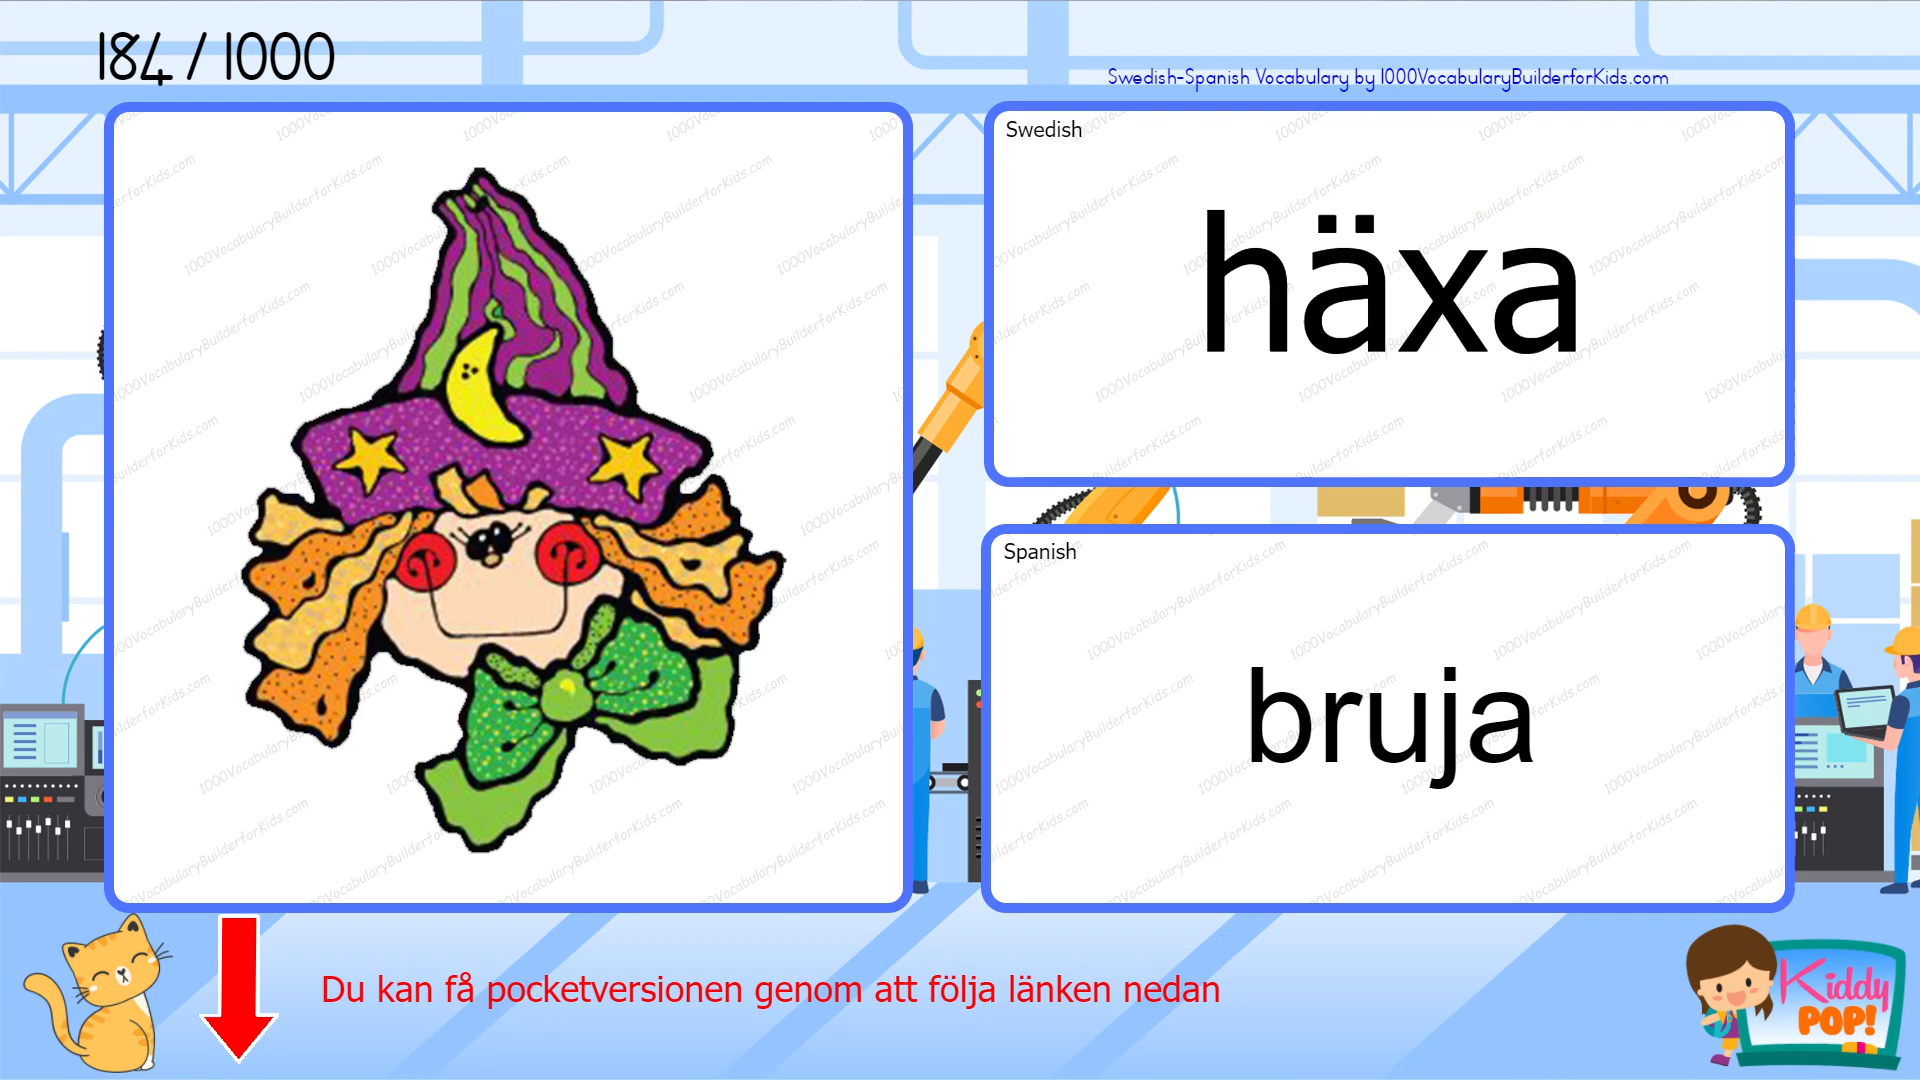 184 / 1000
Swedish-Spanish Vocabulary by 1000VocabularyBuilderforKids.com
Swedish
häxa
Spanish
bruja
Du kan få pocketversionen genom att följa länken nedan
Kiddy
POP!